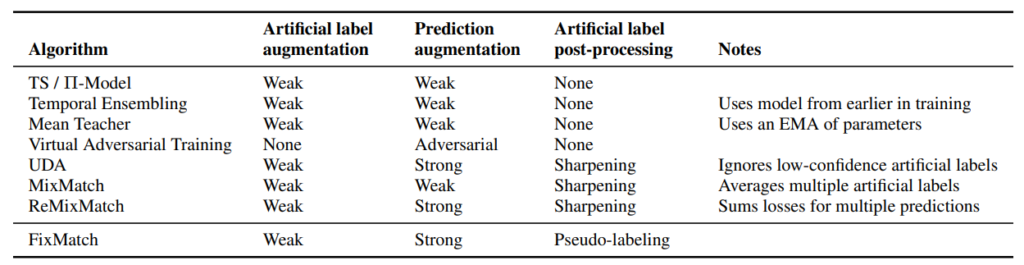 Algorithm Artificial label augmentation Prediction augmentation Artificial label post-processing Notes
TS / Π-Model Weak Weak None
Temporal Ensembling Weak Weak None Uses model from earlier in training
Mean Teacher Weak Weak None Uses an EMA of parameters
Virtual Adversarial Training None Adversarial None
UDA Weak Strong Sharpening Ignores low-confidence artificial labels
MixMatch Weak Weak Sharpening Averages multiple artificial labels
ReMixMatch Weak Strong Sharpening Sums losses for multiple predictions
FixMatch Weak Strong Pseudo-labeling